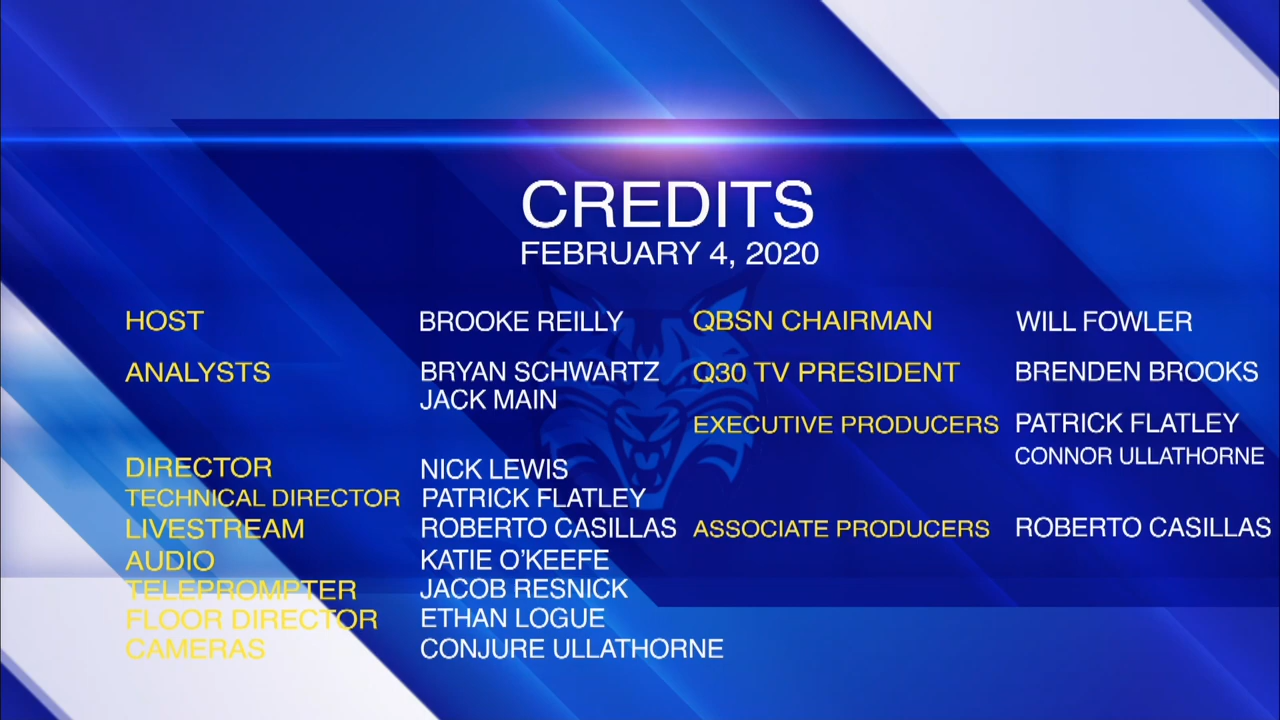 CREDITS
FEBRUARY 4, 2020
HOST BROOKE REILLY
ANALYSTS BRYAN SCHWARTZ
JACK MAIN
DIRECTOR NICK LEWIS
TECHNICAL DIRECTOR PATRICK FLATLEY
LIVESTREAM ROBERTO CASILLAS
AUDIO KATIE O'KEEFE
TELEPROMPTER JACOB RESNICK
FLOOR DIRECTOR ETHAN LOGUE
CAMERAS CONJURE ULLATHORNE
QBSN CHAIRMAN WILL FOWLER
Q30 TV PRESIDENT BRENDEN BROOKS
EXECUTIVE PRODUCERS PATRICK FLATLEY
CONNOR ULLATHORNE
ASSOCIATE PRODUCERS ROBERTO CASILLAS